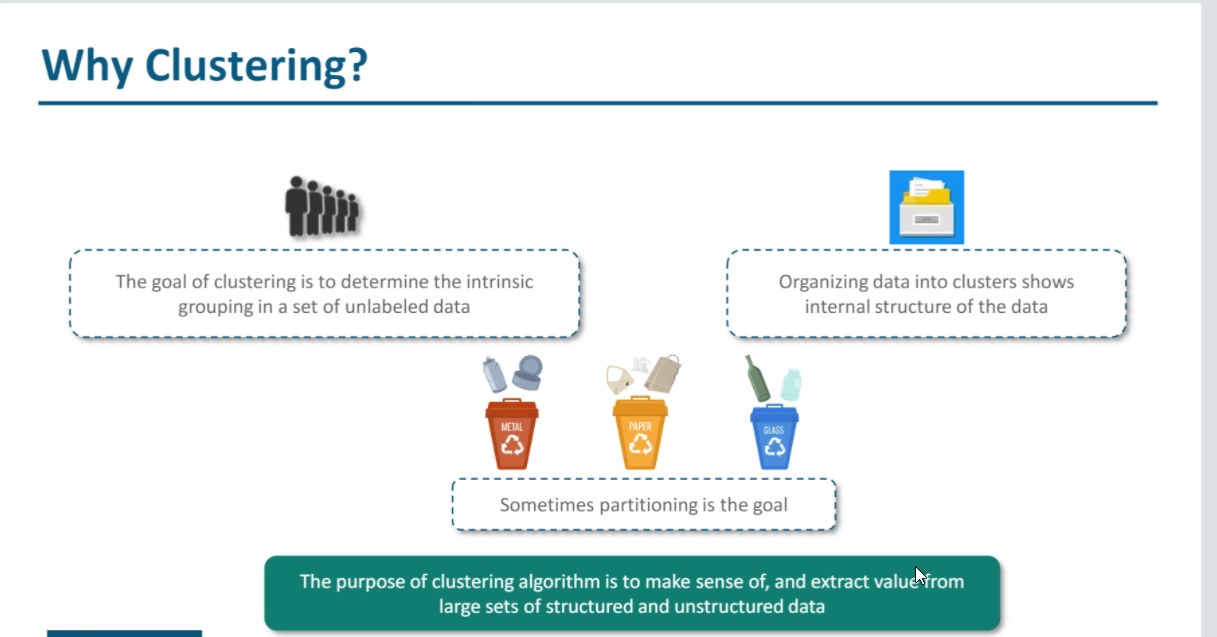 Why Clustering?
The goal of clustering is to determine the intrinsic
grouping in a set of unlabeled data
Organizing data into clusters shows
internal structure of the data
METAL
PAPER
GLASS
Sometimes partitioning is the goal
The purpose of clustering algorithm is to make sense of, and extract value from
large sets of structured and unstructured data